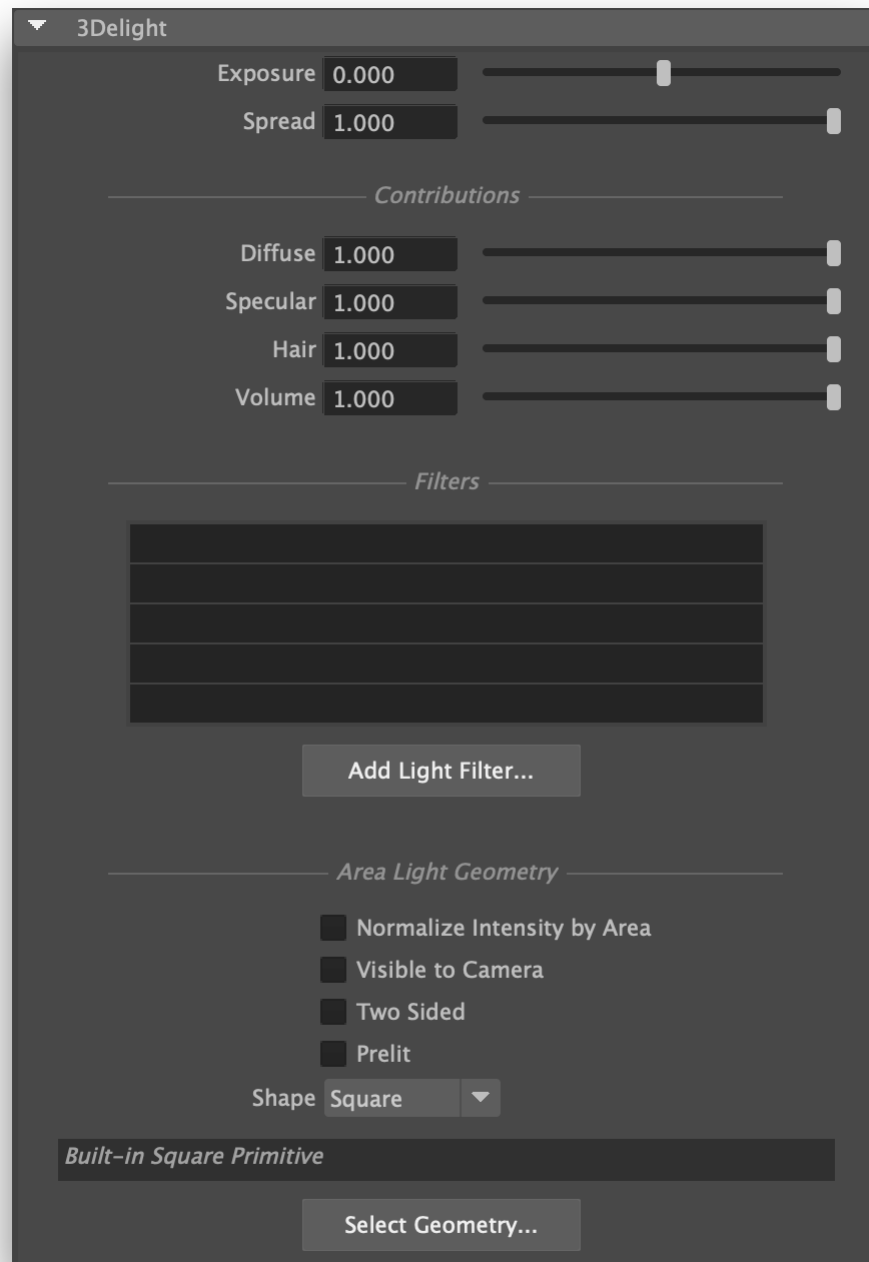 3Delight
Exposure 0.000
Spread 1.000
Contributions
Diffuse 1.000
Specular 1.000
Hair 1.000
Volume 1.000
Filters
Add Light Filter...
Area Light Geometry
Normalize Intensity by Area
Visible to Camera
Two Sided
Prelit
Shape Square
Built-in Square Primitive
Select Geometry...